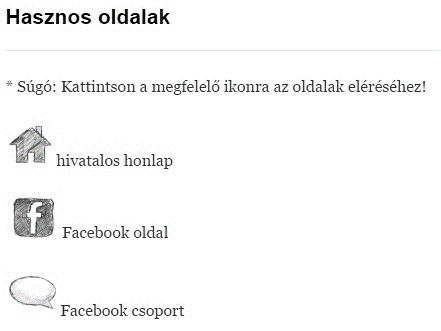 Hasznos oldalak
* Súgó: Kattintson a megfelelő ikonra az oldalak eléréséhez!
hivatalos honlap
Facebook oldal
Facebook csoport